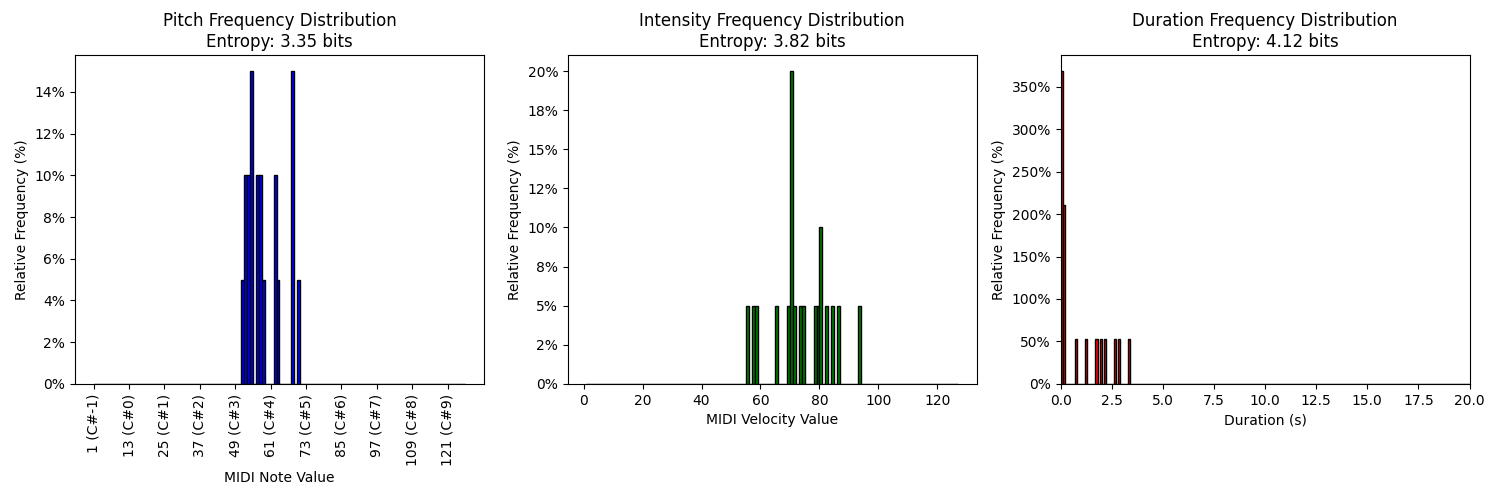 Pitch Frequency Distribution
Entropy: 3.35 bits
14%
12%
10%
8%
6%
4%
2%
0%
Relative Frequency (%)
1 (C#-1)
13 (C#0)
25 (C#1)
37 (C#2)
49 (C#3)
61 (C#4)
73 (C#5)
85 (C#6)
97 (C#7)
109 (C#8)
121 (C#9)
MIDI Note Value
Intensity Frequency Distribution
Entropy: 3.82 bits
20%
18%
15%
12%
10%
8%
5%
2%
0%
Relative Frequency (%)
0
20
40
60
80
100
120
MIDI Velocity Value
Duration Frequency Distribution
Entropy: 4.12 bits
350%
300%
250%
200%
150%
100%
50%
0%
Relative Frequency (%)
0.0
2.5
5.0
7.5
10.0
12.5
15.0
17.5
20.0
Duration (s)